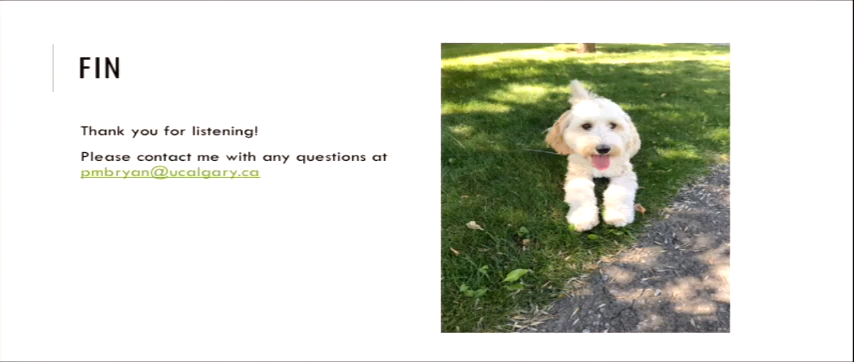 FIN
Thank you for listening!
Please contact me with any questions at
pmbryan@ucalgary.ca